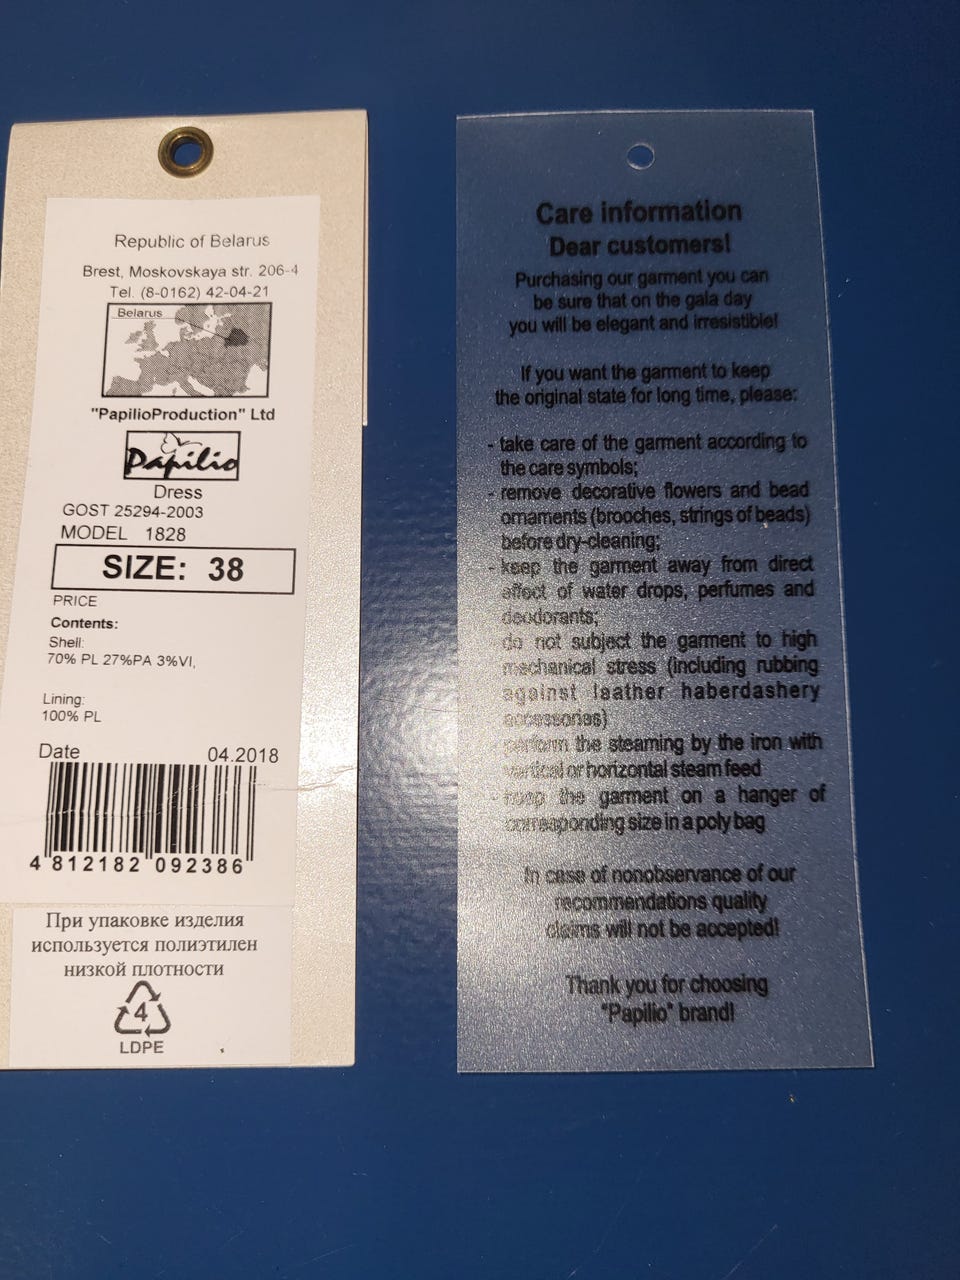 Republic of Belarus
Brest, Moskovskaya str. 206-4
Tel. (8-0162) 42-04-21
Belarus
"PapilioProduction" Ltd
Papilio
Dress
GOST 25294-2003
MODEL 1828
SIZE: 38
PRICE
Contents:
Shell:
70% PL 27%PA 3%VI,
Lining:
100% PL
Date 04.2018
4 812182 092386
При упаковке изделия
используется полиэтилен
низкой плотности
4
LDPE
Care information
Dear customers!
Purchasing our garment you can
be sure that on the gala day
you will be elegant and irresistible!
If you want the garment to keep
the original state for long time, please:
- take care of the garment according to
the care symbols;
- remove decorative flowers and bead
ornaments (brooches, strings of beads)
before dry-cleaning;
- keep the garment away from direct
affect of water drops, perfumes and
deodorants;
do not subject the garment to high
mechanical stress (including rubbing
against leather haberdashery
accessories)
- perform the steaming by the iron with
vertical or horizontal steam feed
- keep the garment on a hanger of
corresponding size in a poly bag
In case of nonobservance of our
recommendations quality
claims will not be accepted!
Thank you for choosing
"Papilio" brand!